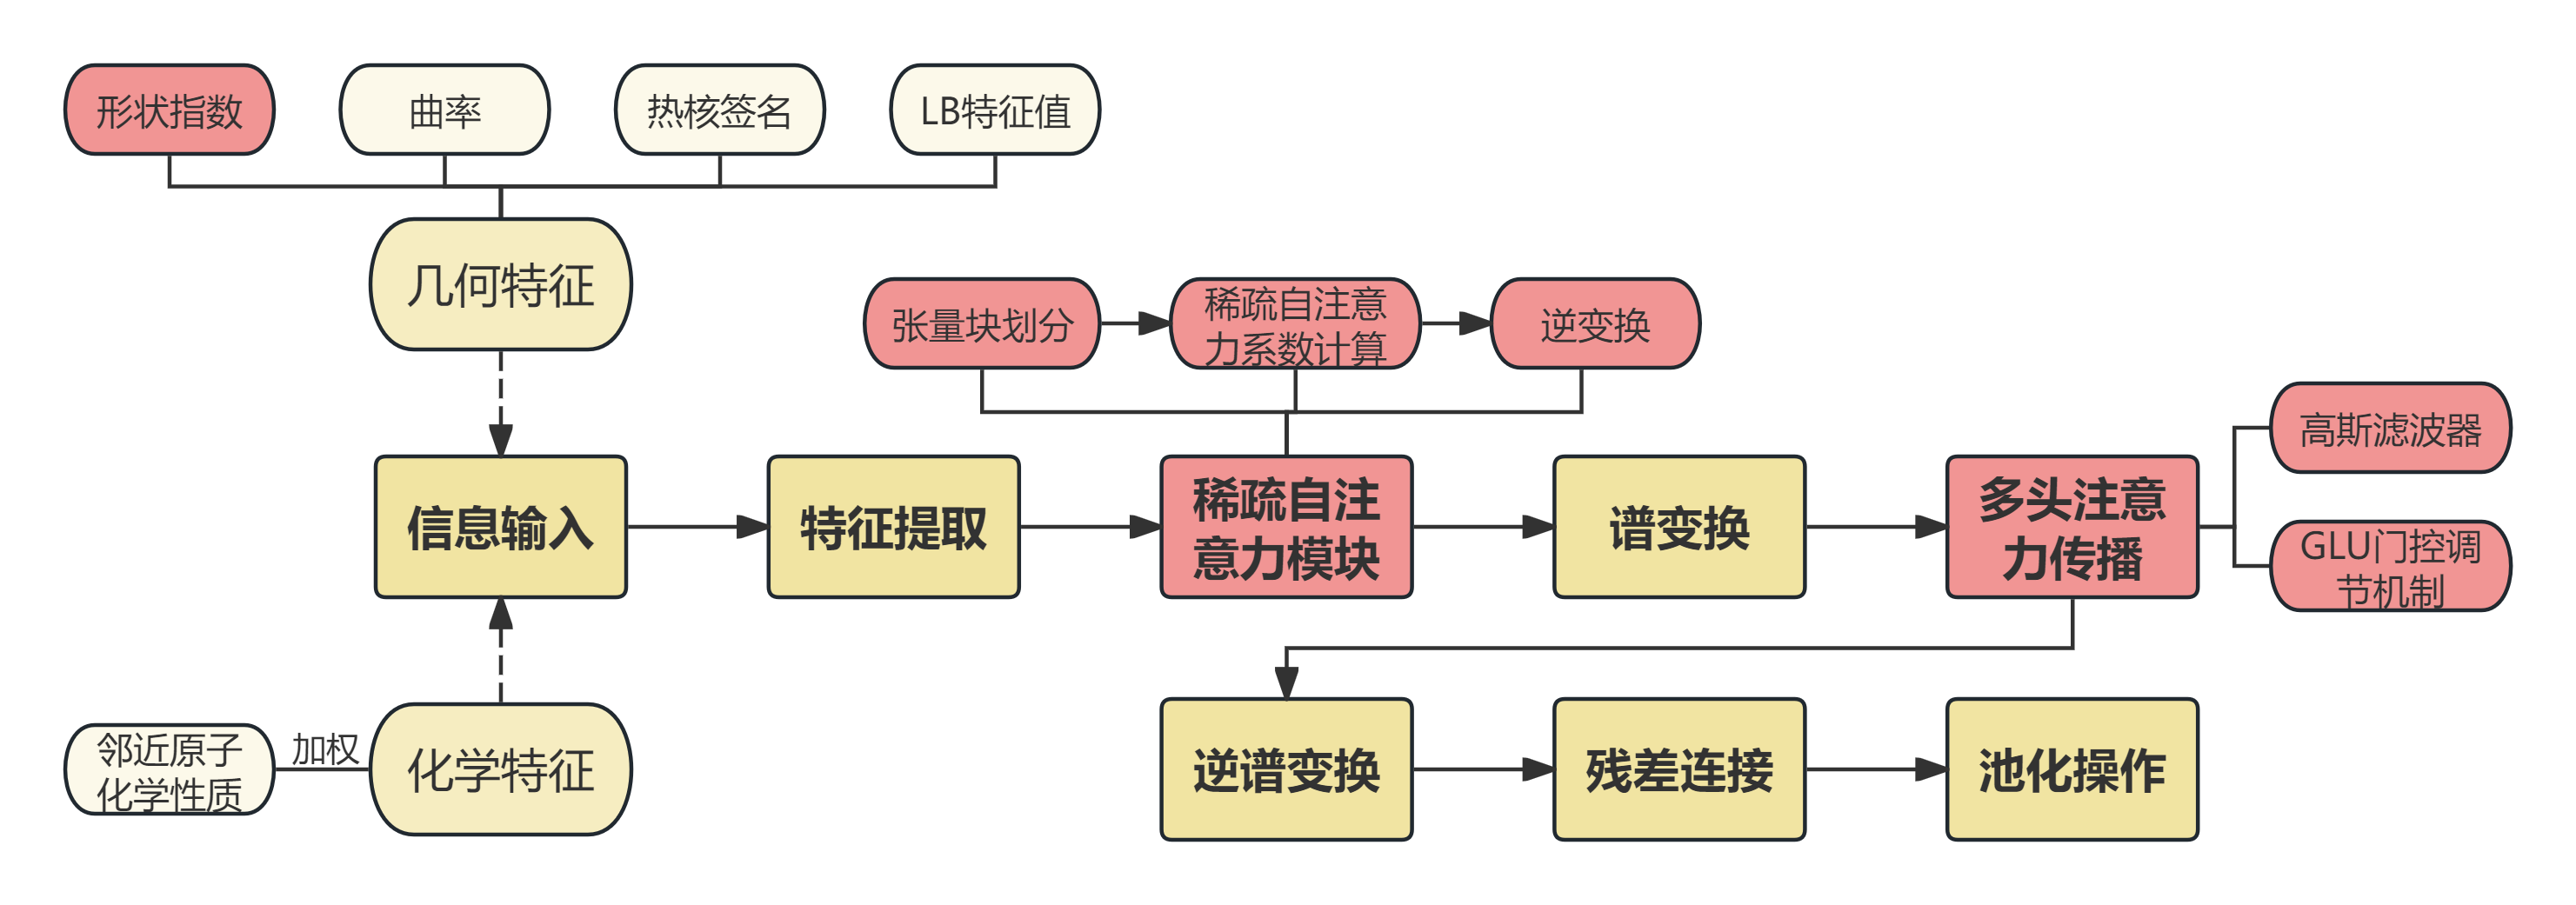 形状指数
曲率
热核签名
LB特征值
几何特征
张量块划分
稀疏自注意
力系数计算
逆变换
高斯滤波器
信息输入
特征提取
稀疏自注
意力模块
谱变换
多头注意
力传播
GLU门控调
节机制
邻近原子
化学性质
加权
化学特征
逆谱变换
残差连接
池化操作